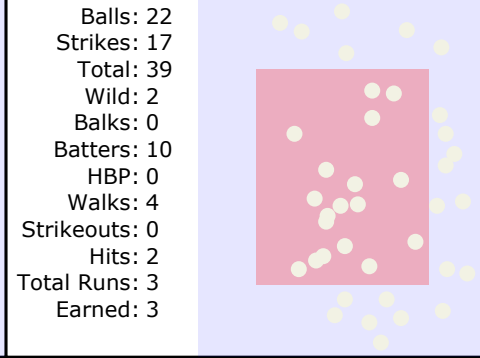 Balls: 22
Strikes: 17
Total: 39
Wild: 2
Balks: 0
Batters: 10
HBP: 0
Walks: 4
Strikeouts: 0
Hits: 2
Total Runs: 3
Earned: 3